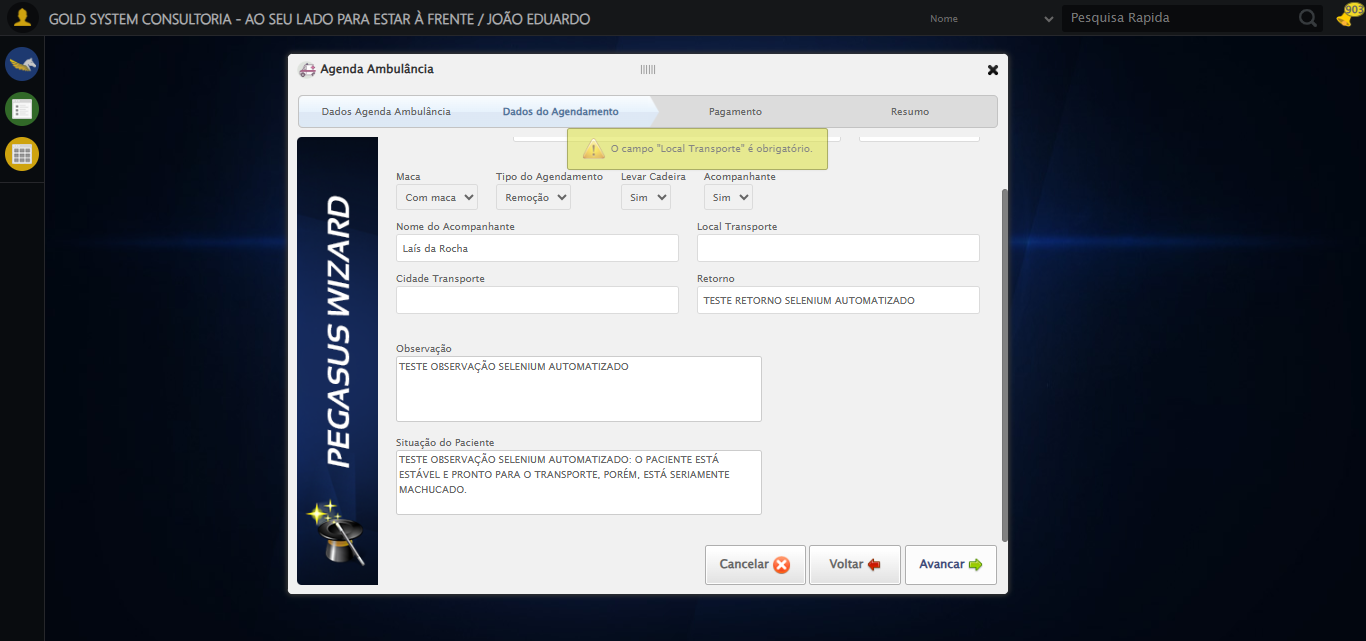 GOLD SYSTEM CONSULTORIA - AO SEU LADO PARA ESTAR À FRENTE / JOÃO EDUARDO
Nome
Pesquisa Rapida
903
Agenda Ambulância
Dados Agenda Ambulância
Dados do Agendamento
Pagamento
Resumo
O campo "Local Transporte" é obrigatório.
PEGASUS WIZARD
Maca
Tipo do Agendamento
Levar Cadeira
Acompanhante
Com maca
Remoção
Sim
Sim
Nome do Acompanhante
Local Transporte
Laís da Rocha
Cidade Transporte
Retorno
TESTE RETORNO SELENIUM AUTOMATIZADO
Observação
TESTE OBSERVAÇÃO SELENIUM AUTOMATIZADO
Situação do Paciente
TESTE OBSERVAÇÃO SELENIUM AUTOMATIZADO: O PACIENTE ESTÁ
ESTÁVEL E PRONTO PARA O TRANSPORTE, PORÉM, ESTÁ SERIAMENTE
MACHUCADO.
Cancelar
Voltar
Avancar